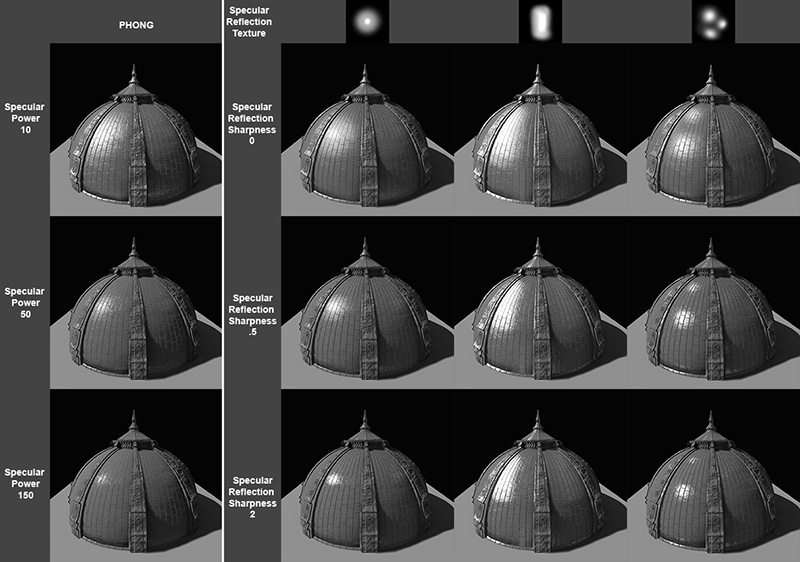 PHONG
Specular
Reflection
Texture
Specular
Power
10
Specular
Reflection
Sharpness
0
Specular
Power
50
Specular
Reflection
Sharpness
.5
Specular
Power
150
Specular
Reflection
Sharpness
2